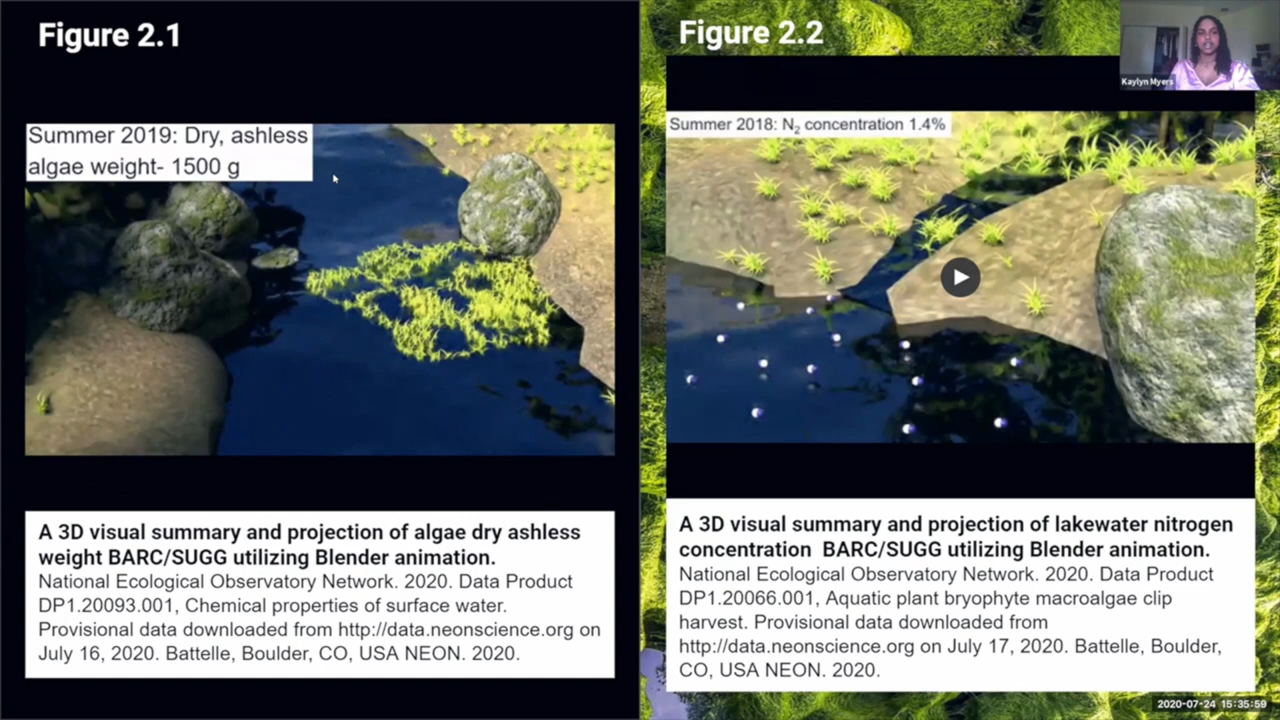 Figure 2.1
Summer 2019: Dry, ashless
algae weight- 1500 g
A 3D visual summary and projection of algae dry ashless
weight BARC/SUGG utilizing Blender animation.
National Ecological Observatory Network. 2020. Data Product
DP1.20093.001, Chemical properties of surface water.
Provisional data downloaded from http://data.neonscience.org on
July 16, 2020. Battelle, Boulder, CO, USA NEON. 2020.
Figure 2.2
Kaylyn Myers
Summer 2018: N₂ concentration 1.4%
A 3D visual summary and projection of lakewater nitrogen
concentration BARC/SUGG utilizing Blender animation.
National Ecological Observatory Network. 2020. Data Product
DP1.20066.001, Aquatic plant bryophyte macroalgae clip
harvest. Provisional data downloaded from
http://data.neonscience.org on July 17, 2020. Battelle, Boulder,
CO, USA NEON. 2020.
2020-07-24 15:35:59